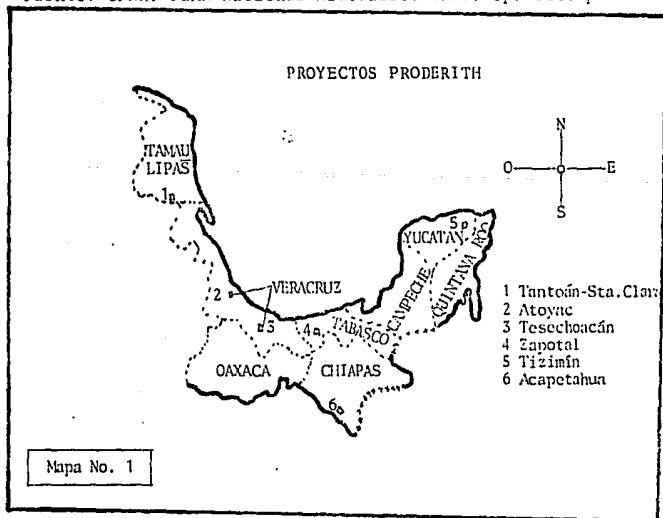 PROYECTOS PRODERITH
N
O
E
S
TAMAU
LIPAS
1
YUCATAN
5
QUINTANA ROO
CAMPECHE
VERACRUZ
2
3
4
TABASCO
OAXACA
CHIAPAS
6
1 Tantoán-Sta.Clara
2 Atoyac
3 Tesechoacán
4 Zapotal
5 Tizimín
6 Acapetahua
Mapa No. 1